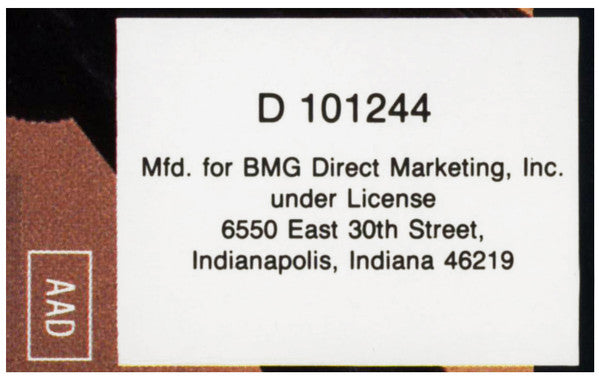 D 101244
Mfd. for BMG Direct Marketing, Inc.
under License
6550 East 30th Street,
Indianapolis, Indiana 46219
AAD